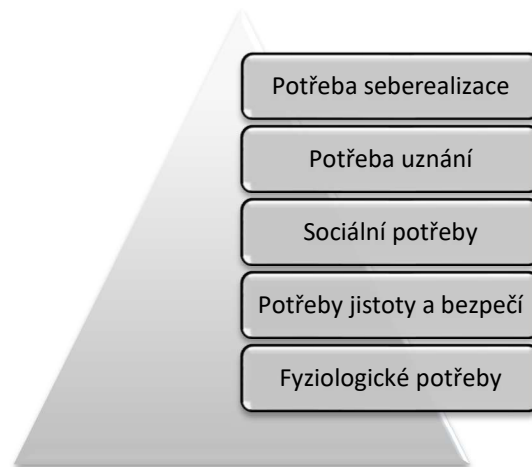 Potřeba seberealizace
Potřeba uznání
Sociální potřeby
Potřeby jistoty a bezpečí
Fyziologické potřeby